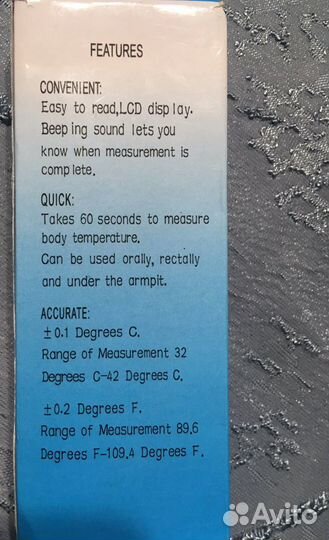 FEATURES
CONVENIENT:
Easy to read,LCD display.
Beeping sound lets you
know when measurement is
complete.
QUICK:
Takes 60 seconds to measure
body temperature.
Can be used orally, rectally
and under the armpit.
ACCURATE:
±0.1 Degrees C.
Range of Measurement 32
Degrees C-42 Degrees C.
±0.2 Degrees F.
Range of Measurement 89.6
Degrees F-109.4 Degrees F.
Avito